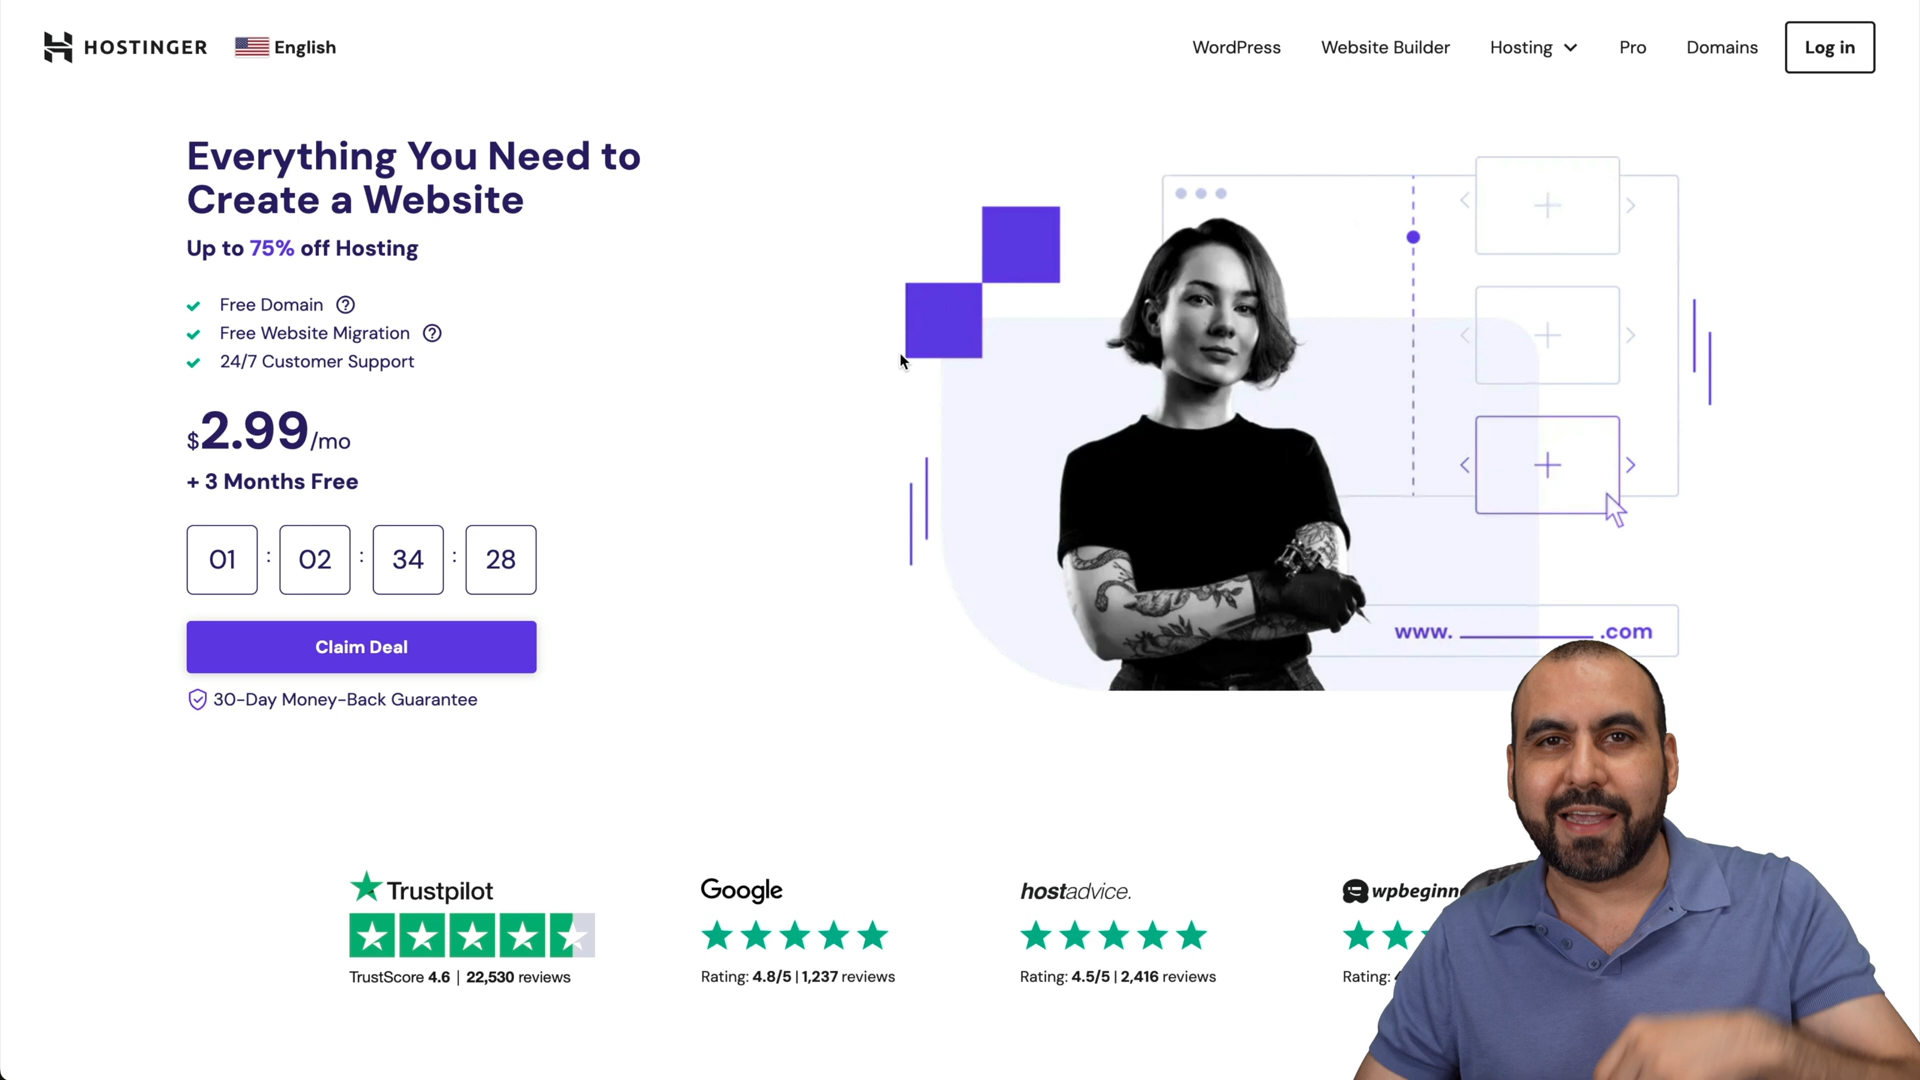 HOSTINGER
English
WordPress
Website Builder
Hosting
Pro
Domains
Log in
Everything You Need to
Create a Website
Up to 75% off Hosting
Free Domain
Free Website Migration
24/7 Customer Support
$2.99/mo
+ 3 Months Free
01 : 02 : 34 : 28
Claim Deal
30-Day Money-Back Guarantee
www. ____________ .com
Trustpilot
TrustScore 4.6 | 22,530 reviews
Google
Rating: 4.8/5 | 1,237 reviews
hostadvice.
Rating: 4.5/5 | 2,416 reviews
Rating: